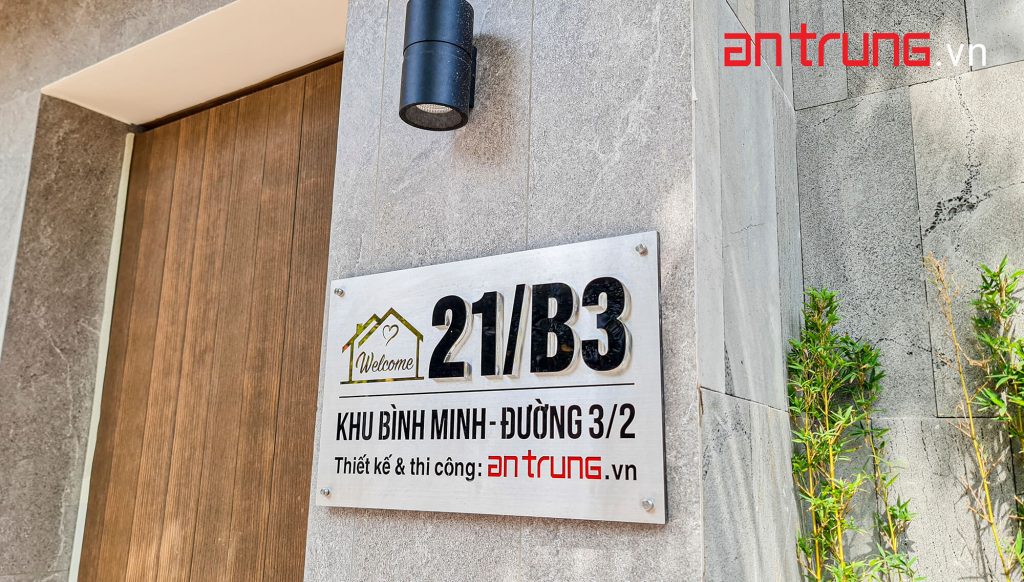 antrung.vn
Welcome
21/B3
KHU BÌNH MINH - ĐƯỜNG 3/2
Thiết kế & thi công: antrung.vn